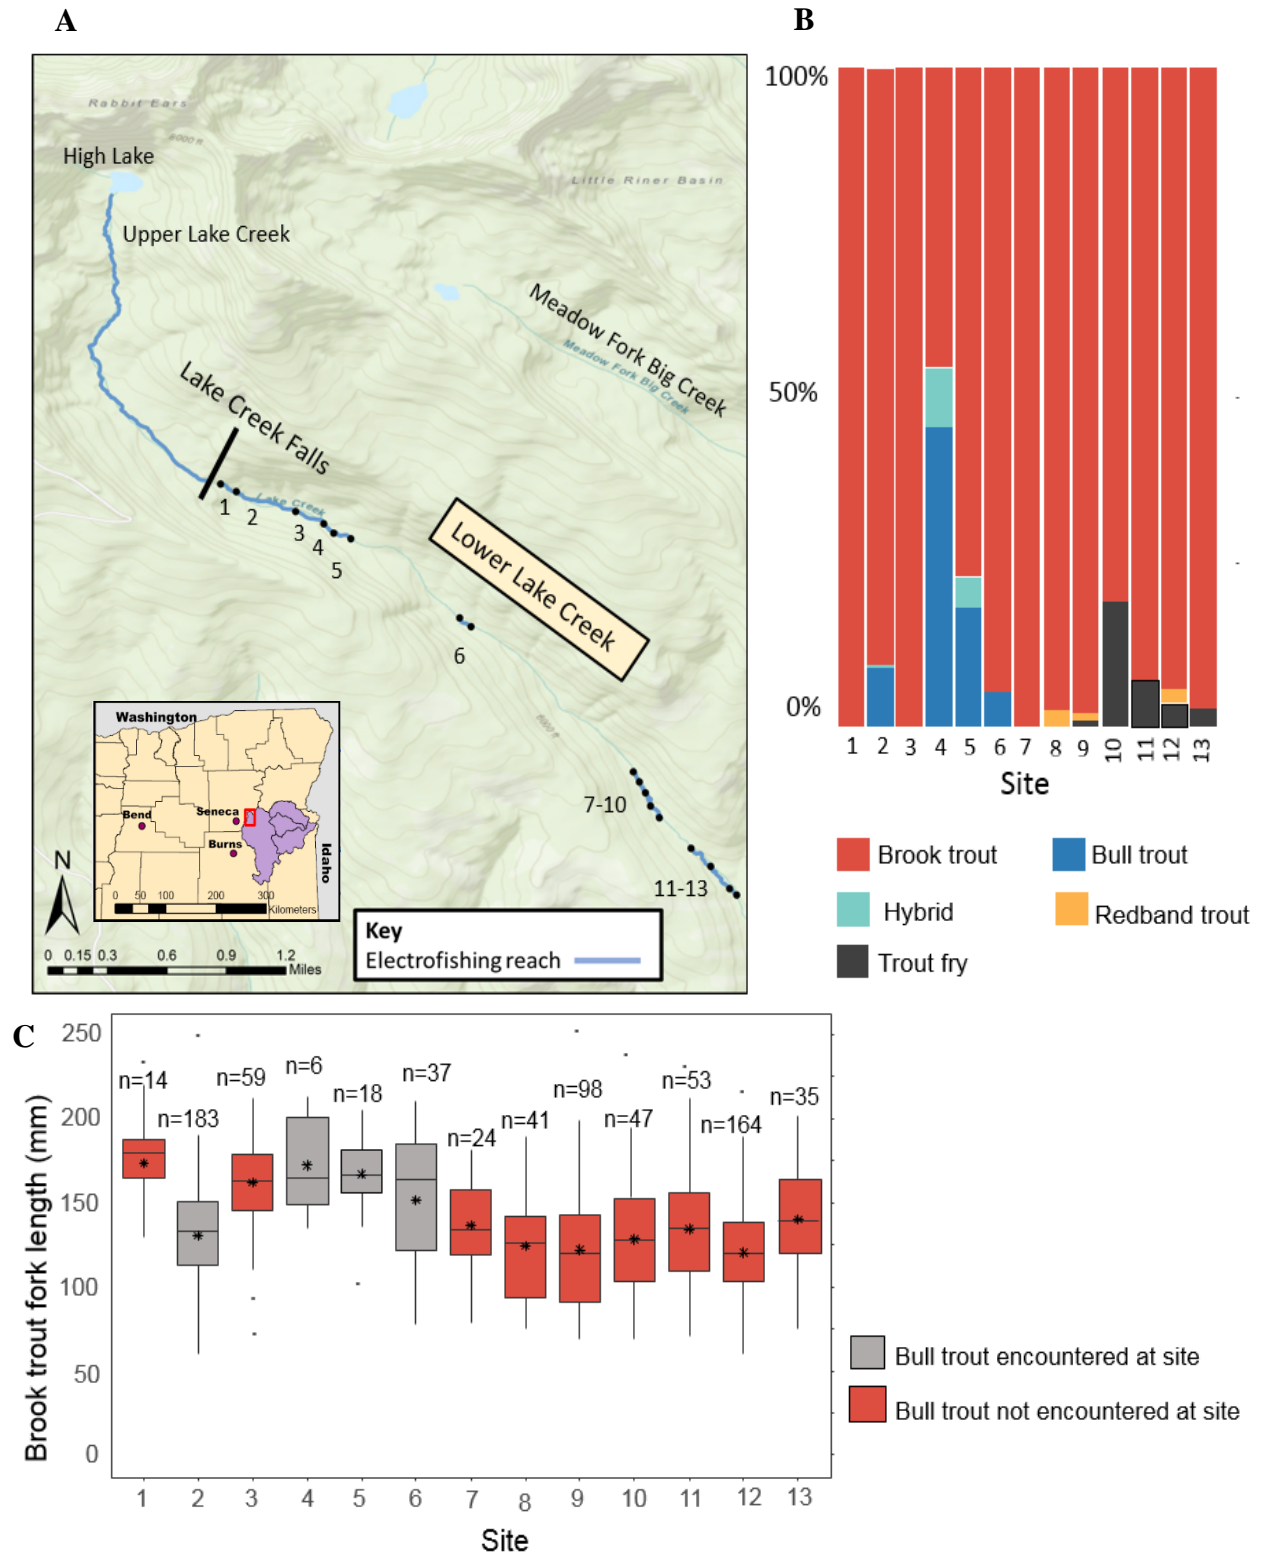 A
B
Rabbit Ears
6000 ft
High Lake
Little Riner Basin
Upper Lake Creek
Meadow Fork Big Creek
Meadow Fork Big Creek
Lake Creek Falls
Lake Creek
1
2
3
4
5
Lower Lake Creek
6
7-10
11-13
Washington
Bend
Seneca
Burns
Idaho
0 50 100 200 300
Kilometers
N
0 0.15 0.3 0.6 0.9 1.2
Miles
Key
Electrofishing reach
100%
50%
0%
1 2 3 4 5 6 7 8 9 10 11 12 13
Site
Brook trout
Bull trout
Hybrid
Redband trout
Trout fry
C
Brook trout fork length (mm)
250
200
150
100
50
0
n=14
n=183
n=59
n=6
n=18
n=37
n=24
n=41
n=98
n=47
n=53
n=164
n=35
1 2 3 4 5 6 7 8 9 10 11 12 13
Site
Bull trout encountered at site
Bull trout not encountered at site